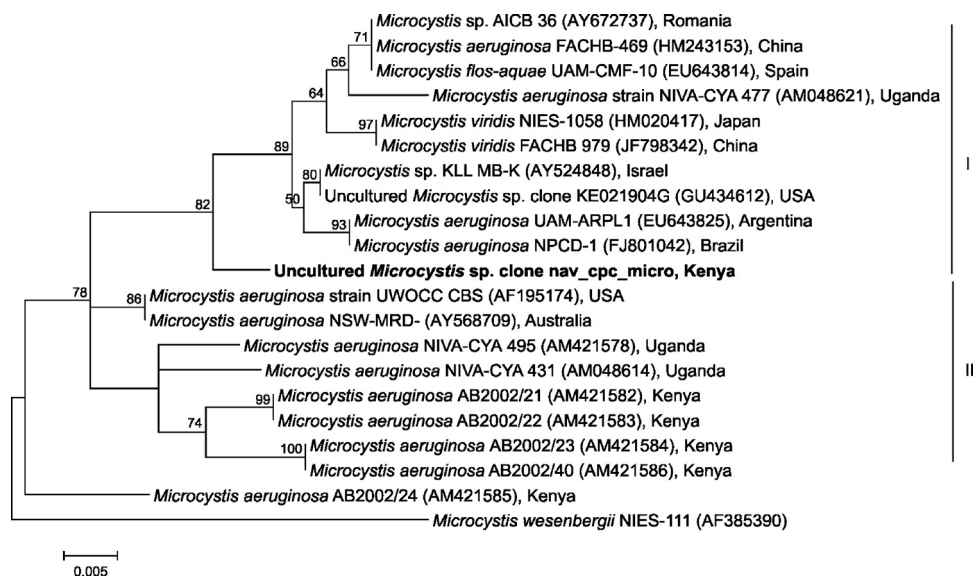 Microcystis sp. AICB 36 (AY672737), Romania
71
Microcystis aeruginosa FACHB-469 (HM243153), China
66
Microcystis flos-aquae UAM-CMF-10 (EU643814), Spain
64
Microcystis aeruginosa strain NIVA-CYA 477 (AM048621), Uganda
Microcystis viridis NIES-1058 (HM020417), Japan
97
Microcystis viridis FACHB 979 (JF798342), China
89
I
Microcystis sp. KLL MB-K (AY524848), Israel
80
Uncultured Microcystis sp. clone KE021904G (GU434612), USA
50
82
Microcystis aeruginosa UAM-ARPL1 (EU643825), Argentina
93
Microcystis aeruginosa NPCD-1 (FJ801042), Brazil
Uncultured Microcystis sp. clone nav_cpc_micro, Kenya
78
86
Microcystis aeruginosa strain UWOCC CBS (AF195174), USA
Microcystis aeruginosa NSW-MRD- (AY568709), Australia
Microcystis aeruginosa NIVA-CYA 495 (AM421578), Uganda
Microcystis aeruginosa NIVA-CYA 431 (AM048614), Uganda
II
99
Microcystis aeruginosa AB2002/21 (AM421582), Kenya
74
Microcystis aeruginosa AB2002/22 (AM421583), Kenya
100
Microcystis aeruginosa AB2002/23 (AM421584), Kenya
Microcystis aeruginosa AB2002/40 (AM421586), Kenya
Microcystis aeruginosa AB2002/24 (AM421585), Kenya
Microcystis wesenbergii NIES-111 (AF385390)
0.005